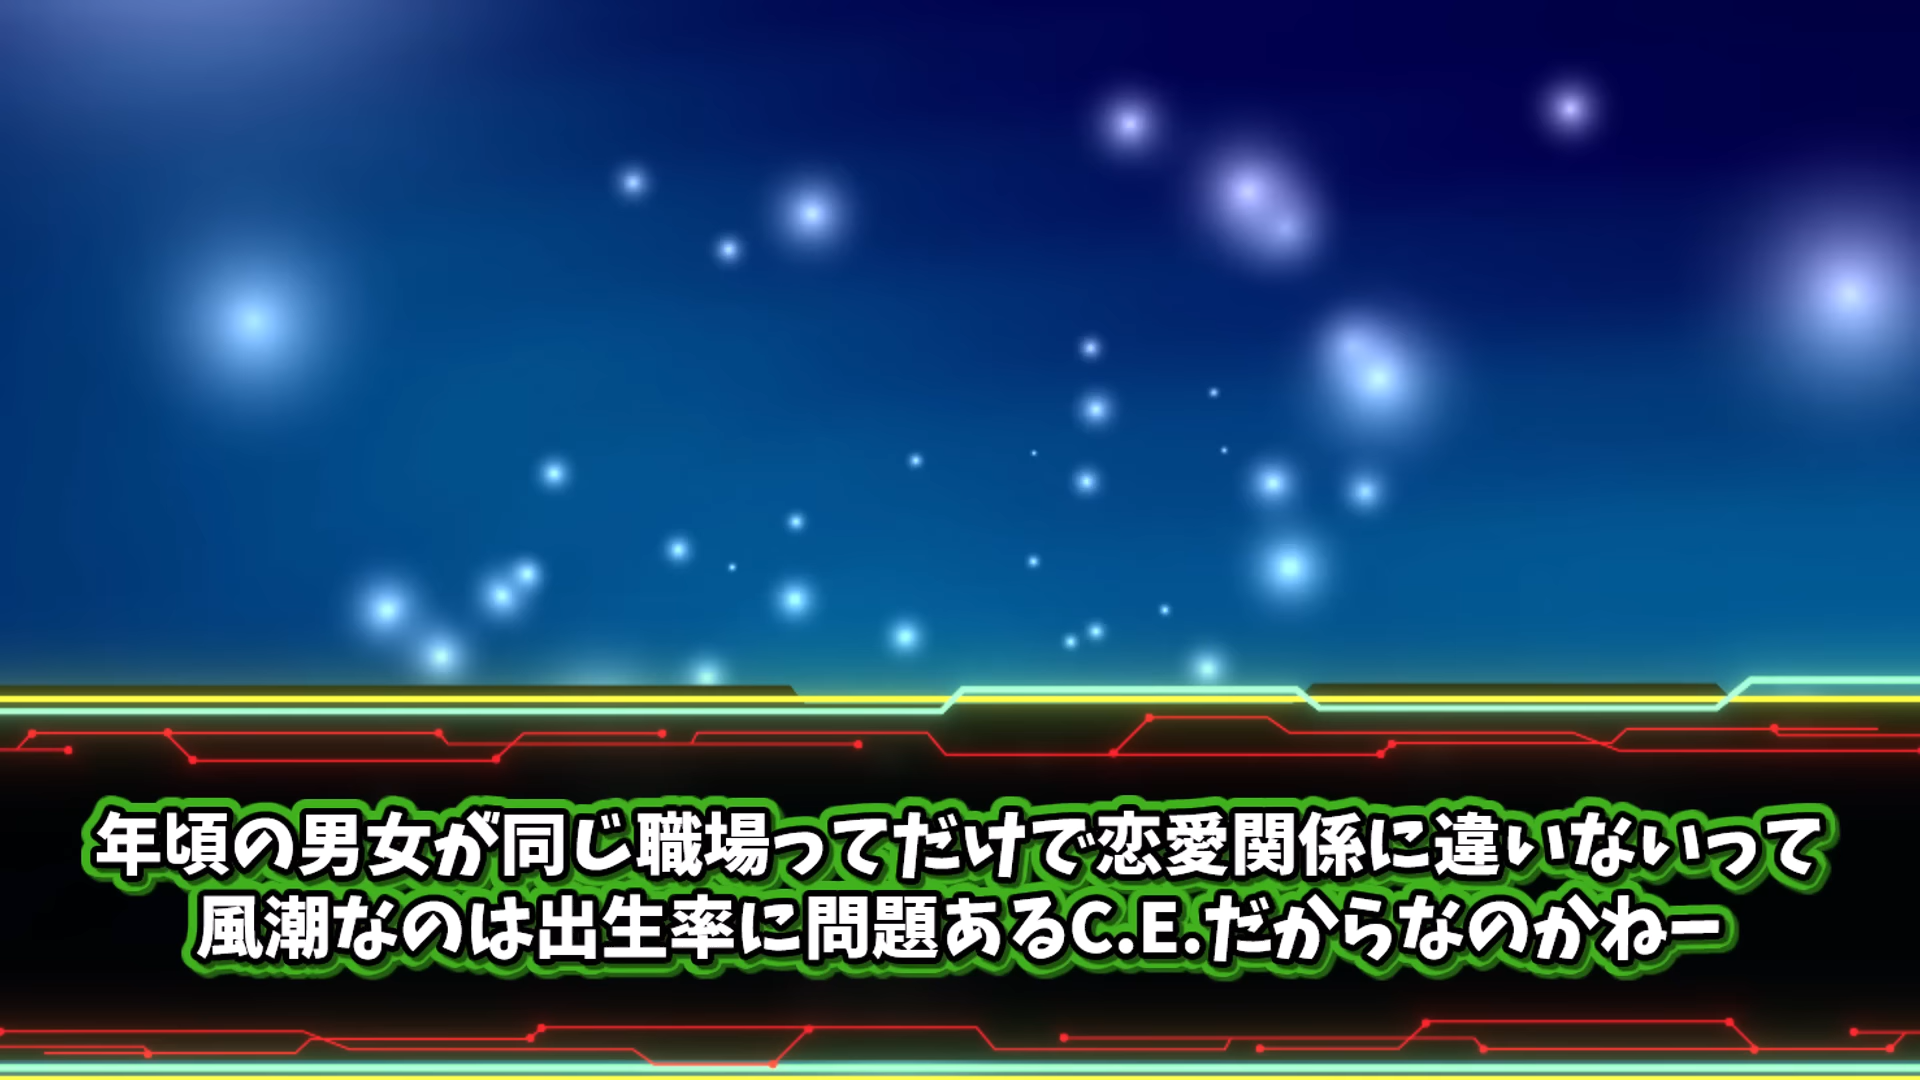 年頃の男女が同じ職場ってだけで恋愛関係に違いないって
風潮なのは出生率に問題あるC.E.だからなのかねー